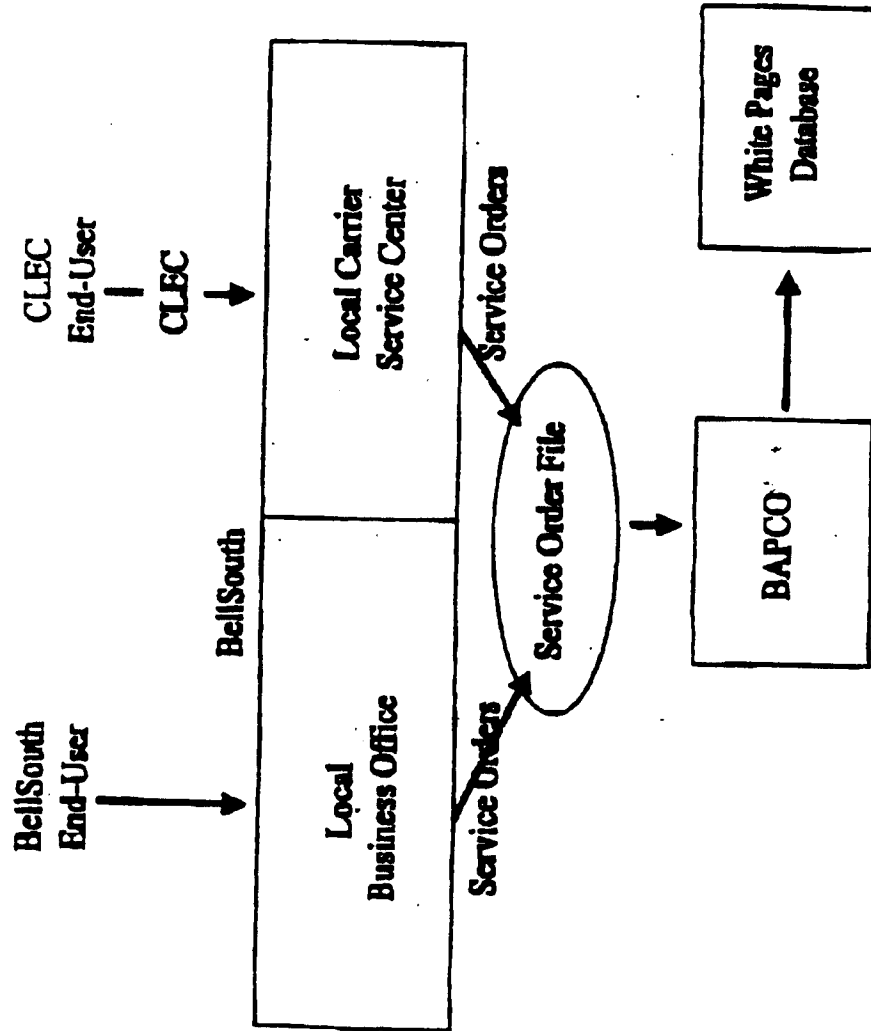 BellSouth
End-User
CLEC
End-User
CLEC
BellSouth
Local
Business Office
Local Carrier
Service Center
Service Orders
Service Orders
Service Order File
BAPCO
White Pages
Database